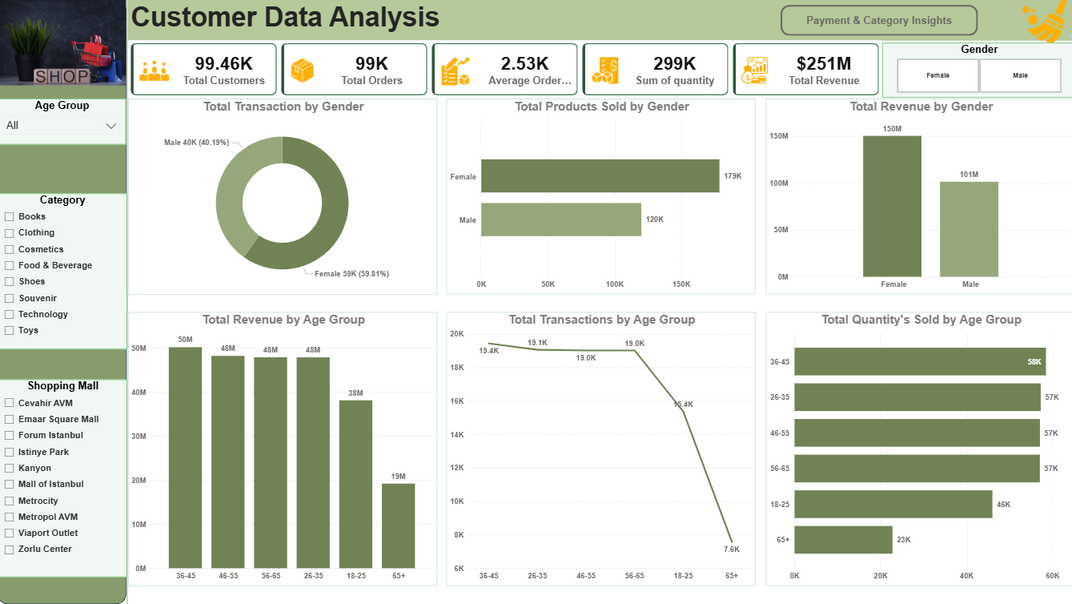 Customer Data Analysis
Payment & Category Insights
SHOP
99.46K
Total Customers
99K
Total Orders
2.53K
Average Order...
299K
Sum of quantity
$251M
Total Revenue
Gender
Female
Male
Age Group
All
Category
Books
Clothing
Cosmetics
Food & Beverage
Shoes
Souvenir
Technology
Toys
Shopping Mall
Cevahir AVM
Emaar Square Mall
Forum Istanbul
Istinye Park
Kanyon
Mall of Istanbul
Metrocity
Metropol AVM
Viaport Outlet
Zorlu Center
Total Transaction by Gender
Male 40K (40.19%)
Female 59K (59.81%)
Total Products Sold by Gender
Female
179K
Male
120K
0K 50K 100K 150K
Total Revenue by Gender
150M
100M
50M
0M
150M
101M
Female Male
Total Revenue by Age Group
50M
40M
30M
20M
10M
0M
50M 48M 48M 48M 38M 19M
36-45 46-55 56-65 26-35 18-25 65+
Total Transactions by Age Group
20K
18K
16K
14K
12K
10K
8K
6K
19.4K 19.1K 19.0K 19.0K 15.4K 7.6K
36-45 26-35 46-55 56-65 18-25 65+
Total Quantity's Sold by Age Group
36-45 58K
26-35 57K
46-55 57K
56-65 57K
18-25 46K
65+ 23K
0K 20K 40K 60K